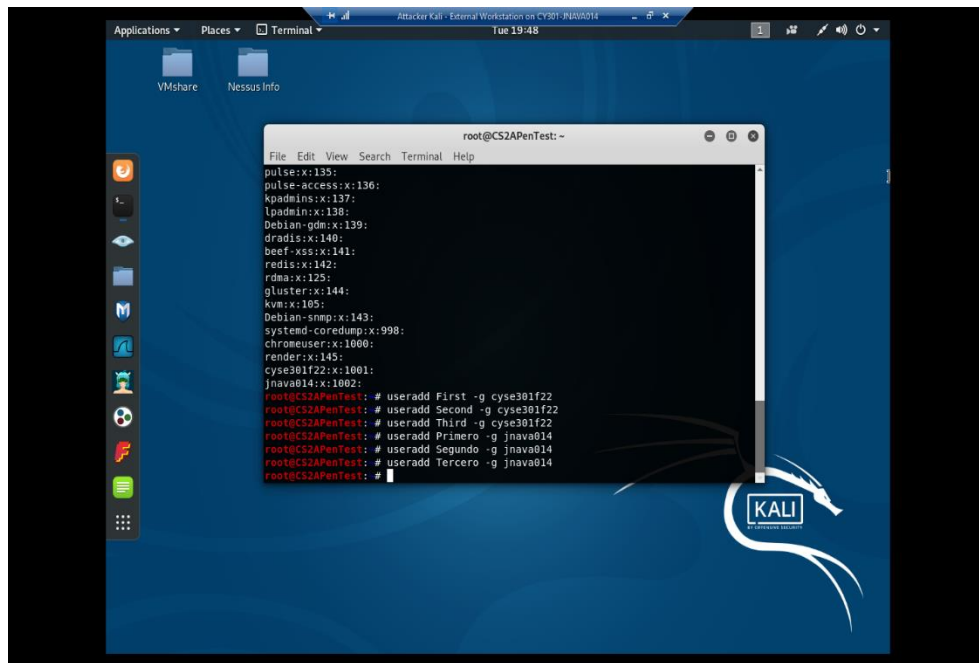 Attacker Kali - External Workstation on CY301-JNAVA014
Applications Places Terminal Tue 19:48 1
VMshare Nessus Info
root@CS2APenTest: ~
File Edit View Search Terminal Help
pulse:x:135:
pulse-access:x:136:
kpadmins:x:137:
lpadmin:x:138:
Debian-gdm:x:139:
dradis:x:140:
beef-xss:x:141:
redis:x:142:
rdma:x:125:
gluster:x:144:
kvm:x:105:
Debian-snmp:x:143:
systemd-coredump:x:998:
chromeuser:x:1000:
render:x:145:
cyse301f22:x:1001:
jnava014:x:1002:
root@CS2APenTest:~# useradd First -g cyse301f22
root@CS2APenTest:~# useradd Second -g cyse301f22
root@CS2APenTest:~# useradd Third -g cyse301f22
root@CS2APenTest:~# useradd Primero -g jnava014
root@CS2APenTest:~# useradd Segundo -g jnava014
root@CS2APenTest:~# useradd Tercero -g jnava014
root@CS2APenTest:~#
KALI
BY OFFENSIVE SECURITY